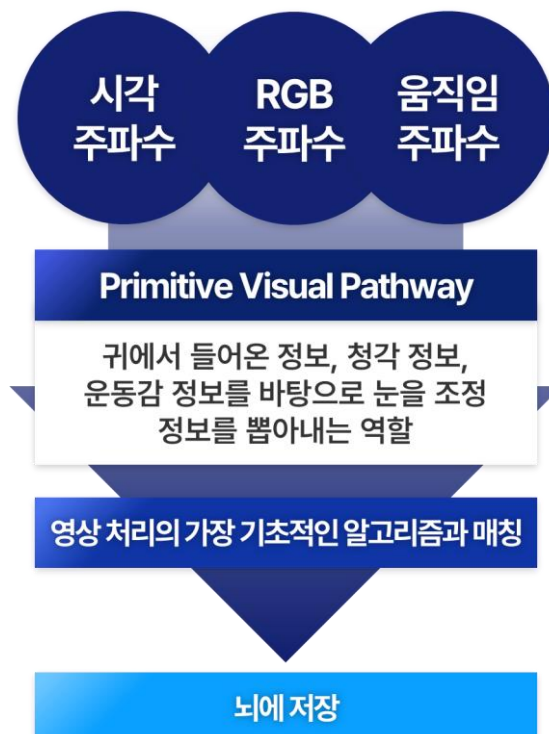 시각
주파수
RGB
주파수
움직임
주파수
Primitive Visual Pathway
귀에서 들어온 정보, 청각 정보,
운동감 정보를 바탕으로 눈을 조정
정보를 뽑아내는 역할
영상 처리의 가장 기초적인 알고리즘과 매칭
뇌에 저장